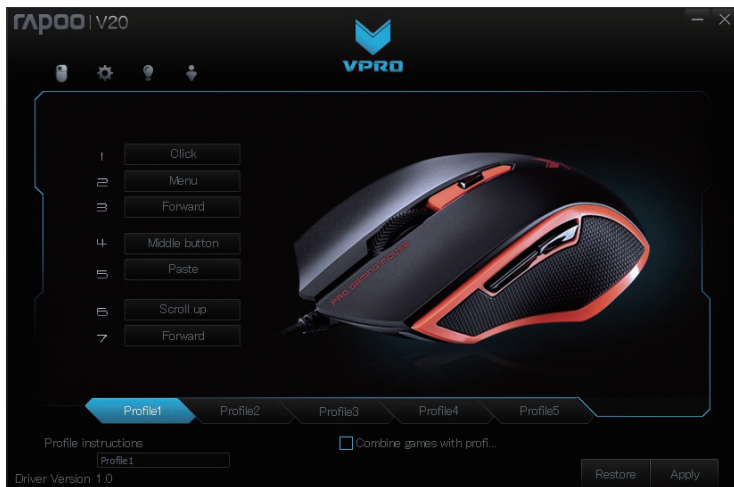 rapoo | V20
VPRO
1 Click
2 Menu
3 Forward
4 Middle button
5 Paste
6 Scroll up
7 Forward
PRO GAMING MOUSE
Profile1 Profile2 Profile3 Profile4 Profile5
Profile instructions
Combine games with profi...
Profile1
Driver Version 1.0
Restore Apply